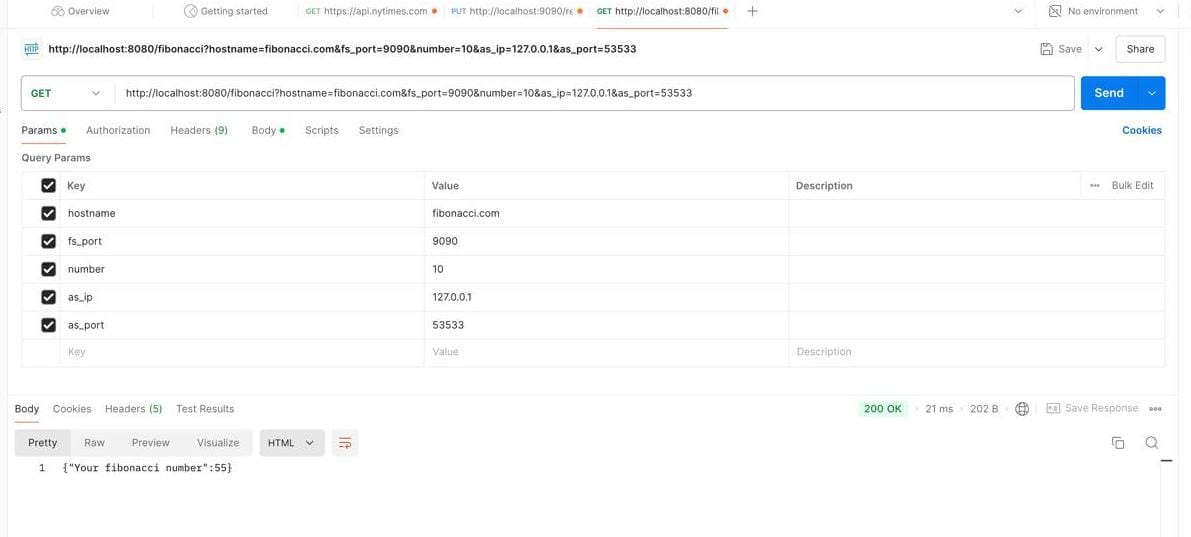 Overview Getting started GET https://api.nytimes.com PUT http://localhost:9090/re GET http://localhost:8080/fil No environment
HTTP http://localhost:8080/fibonacci?hostname=fibonacci.com&fs_port=9090&number=10&as_ip=127.0.0.1&as_port=53533 Save Share
GET http://localhost:8080/fibonacci?hostname=fibonacci.com&fs_port=9090&number=10&as_ip=127.0.0.1&as_port=53533 Send
Params Authorization Headers (9) Body Scripts Settings Cookies
Query Params
Key Value Description ••• Bulk Edit
hostname fibonacci.com
fs_port 9090
number 10
as_ip 127.0.0.1
as_port 53533
Key Value Description
Body Cookies Headers (5) Test Results 200 OK • 21 ms • 202 B • Save Response •••
Pretty Raw Preview Visualize HTML
1 {"Your fibonacci number":55}